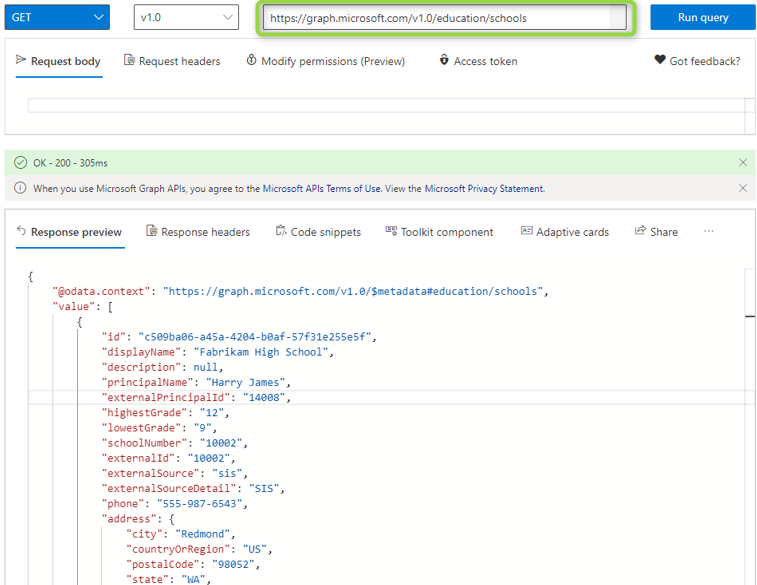 GET v1.0 https://graph.microsoft.com/v1.0/education/schools Run query
Request body Request headers Modify permissions (Preview) Access token Got feedback?
OK - 200 - 305ms
When you use Microsoft Graph APIs, you agree to the Microsoft APIs Terms of Use. View the Microsoft Privacy Statement.
Response preview Response headers Code snippets Toolkit component Adaptive cards Share ...
{
"@odata.context": "https://graph.microsoft.com/v1.0/$metadata#education/schools",
"value": [
{
"id": "c509ba06-a45a-4204-b0af-57f31e255e5f",
"displayName": "Fabrikam High School",
"description": null,
"principalName": "Harry James",
"externalPrincipalId": "14008",
"highestGrade": "12",
"lowestGrade": "9",
"schoolNumber": "10002",
"externalId": "10002",
"externalSource": "sis",
"externalSourceDetail": "SIS",
"phone": "555-987-6543",
"address": {
"city": "Redmond",
"countryOrRegion": "US",
"postalCode": "98052",
"state": "WA",